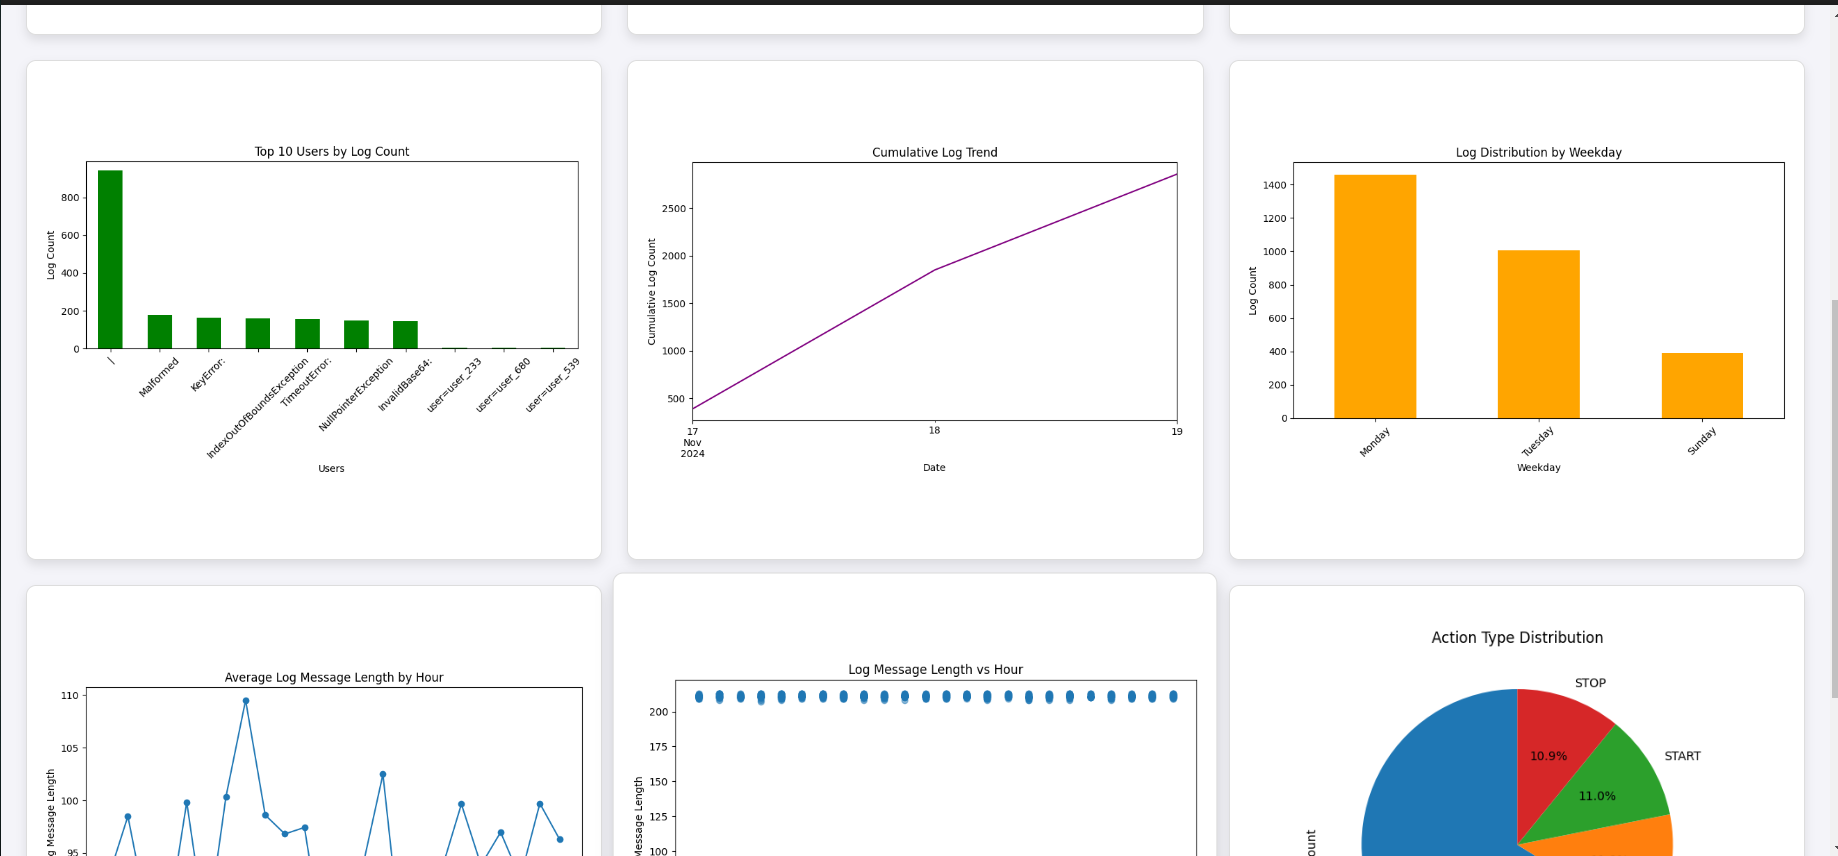 Top 10 Users by Log Count
Log Count
800
600
400
200
0
|
Malformed
KeyError:
IndexOutOfBoundsException
TimeoutError:
NullPointerException
InvalidBase64:
user=user_233
user=user_680
user=user_539
Users
Cumulative Log Trend
Cumulative Log Count
2500
2000
1500
1000
500
17
Nov
2024
18
19
Date
Log Distribution by Weekday
Log Count
1400
1200
1000
800
600
400
200
0
Monday
Tuesday
Sunday
Weekday
Average Log Message Length by Hour
g Message Length
110
105
100
95
Log Message Length vs Hour
Message Length
200
175
150
125
100
Action Type Distribution
STOP
10.9%
START
11.0%
ount